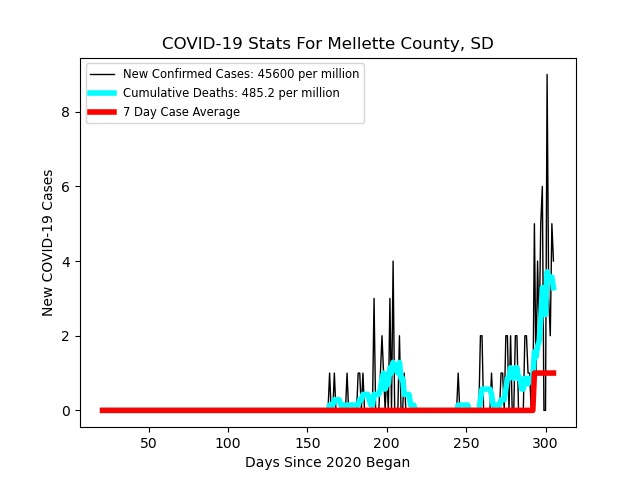 COVID-19 Stats For Mellette County, SD
New Confirmed Cases: 45600 per million
Cumulative Deaths: 485.2 per million
7 Day Case Average
New COVID-19 Cases
8
6
4
2
0
50 100 150 200 250 300
Days Since 2020 Began